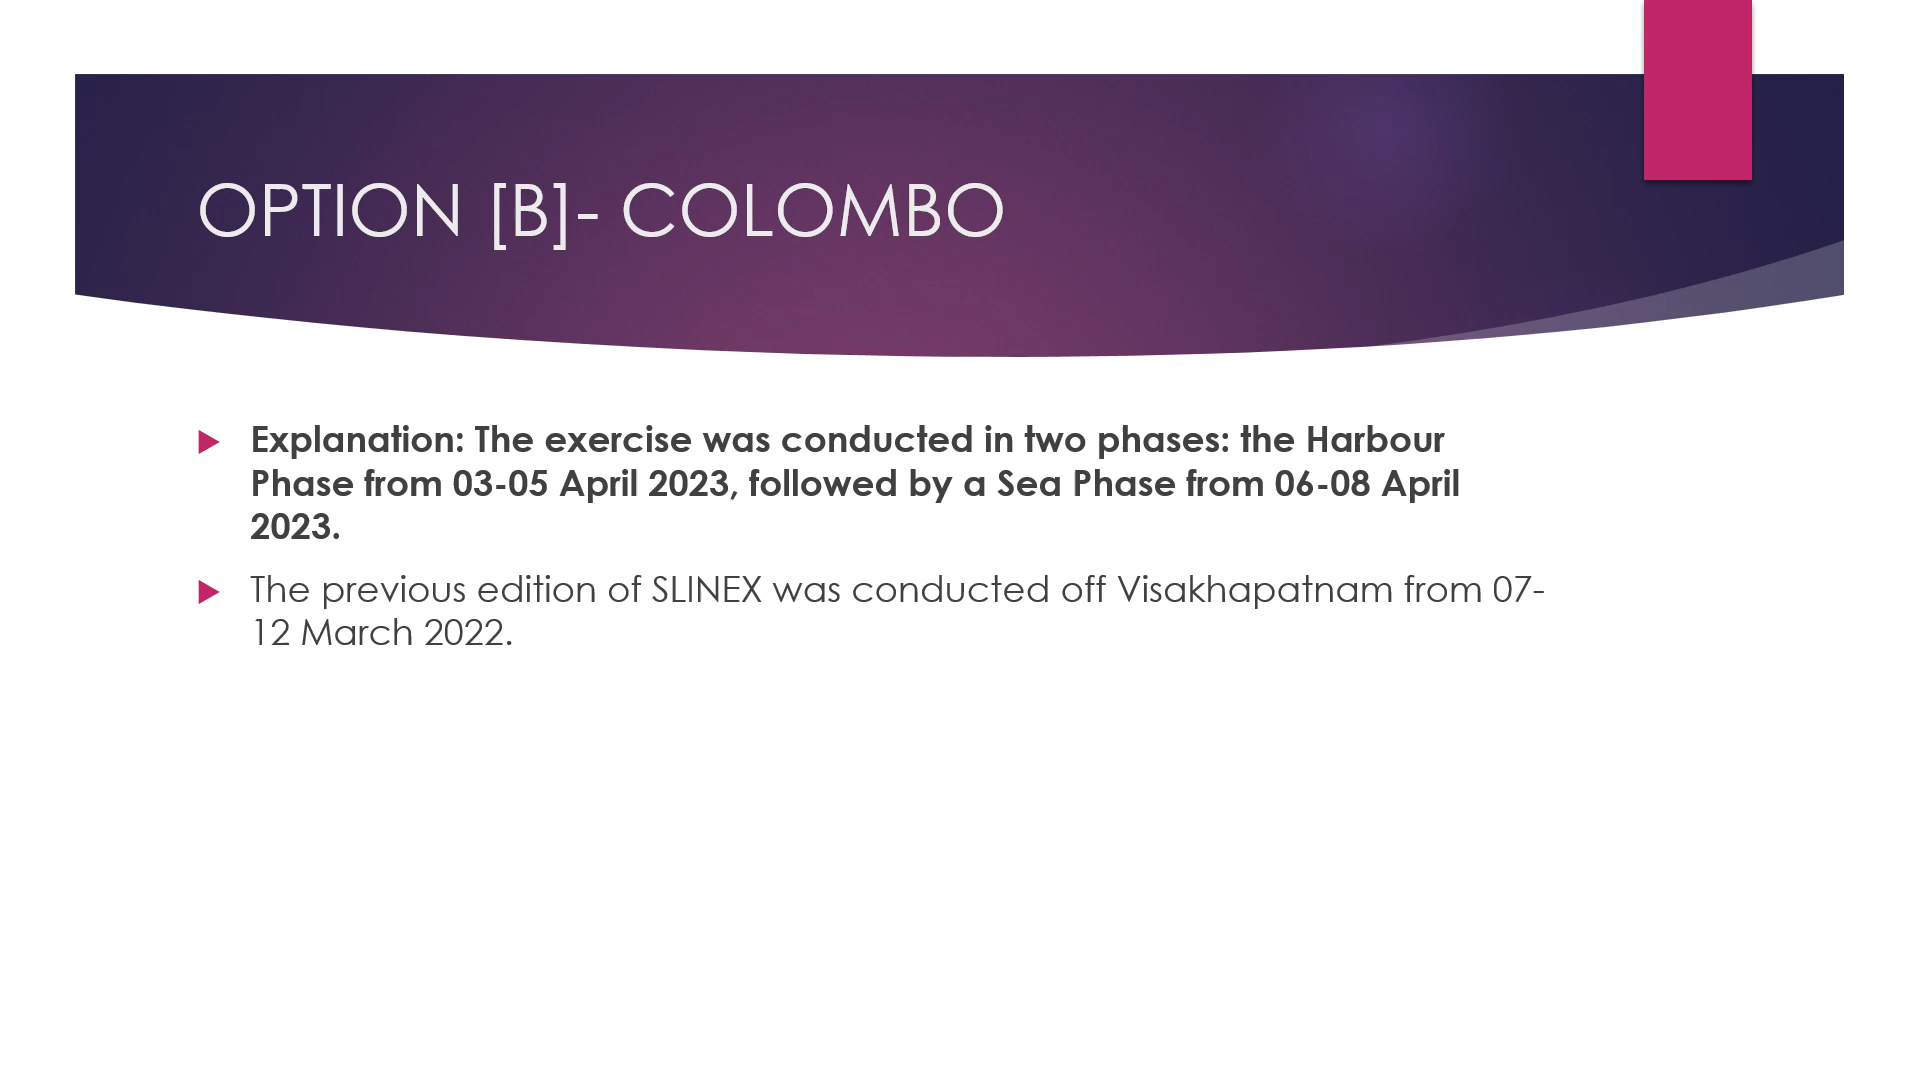 OPTION [B]- COLOMBO
Explanation: The exercise was conducted in two phases: the Harbour
Phase from 03-05 April 2023, followed by a Sea Phase from 06-08 April
2023.
The previous edition of SLINEX was conducted off Visakhapatnam from 07-
12 March 2022.